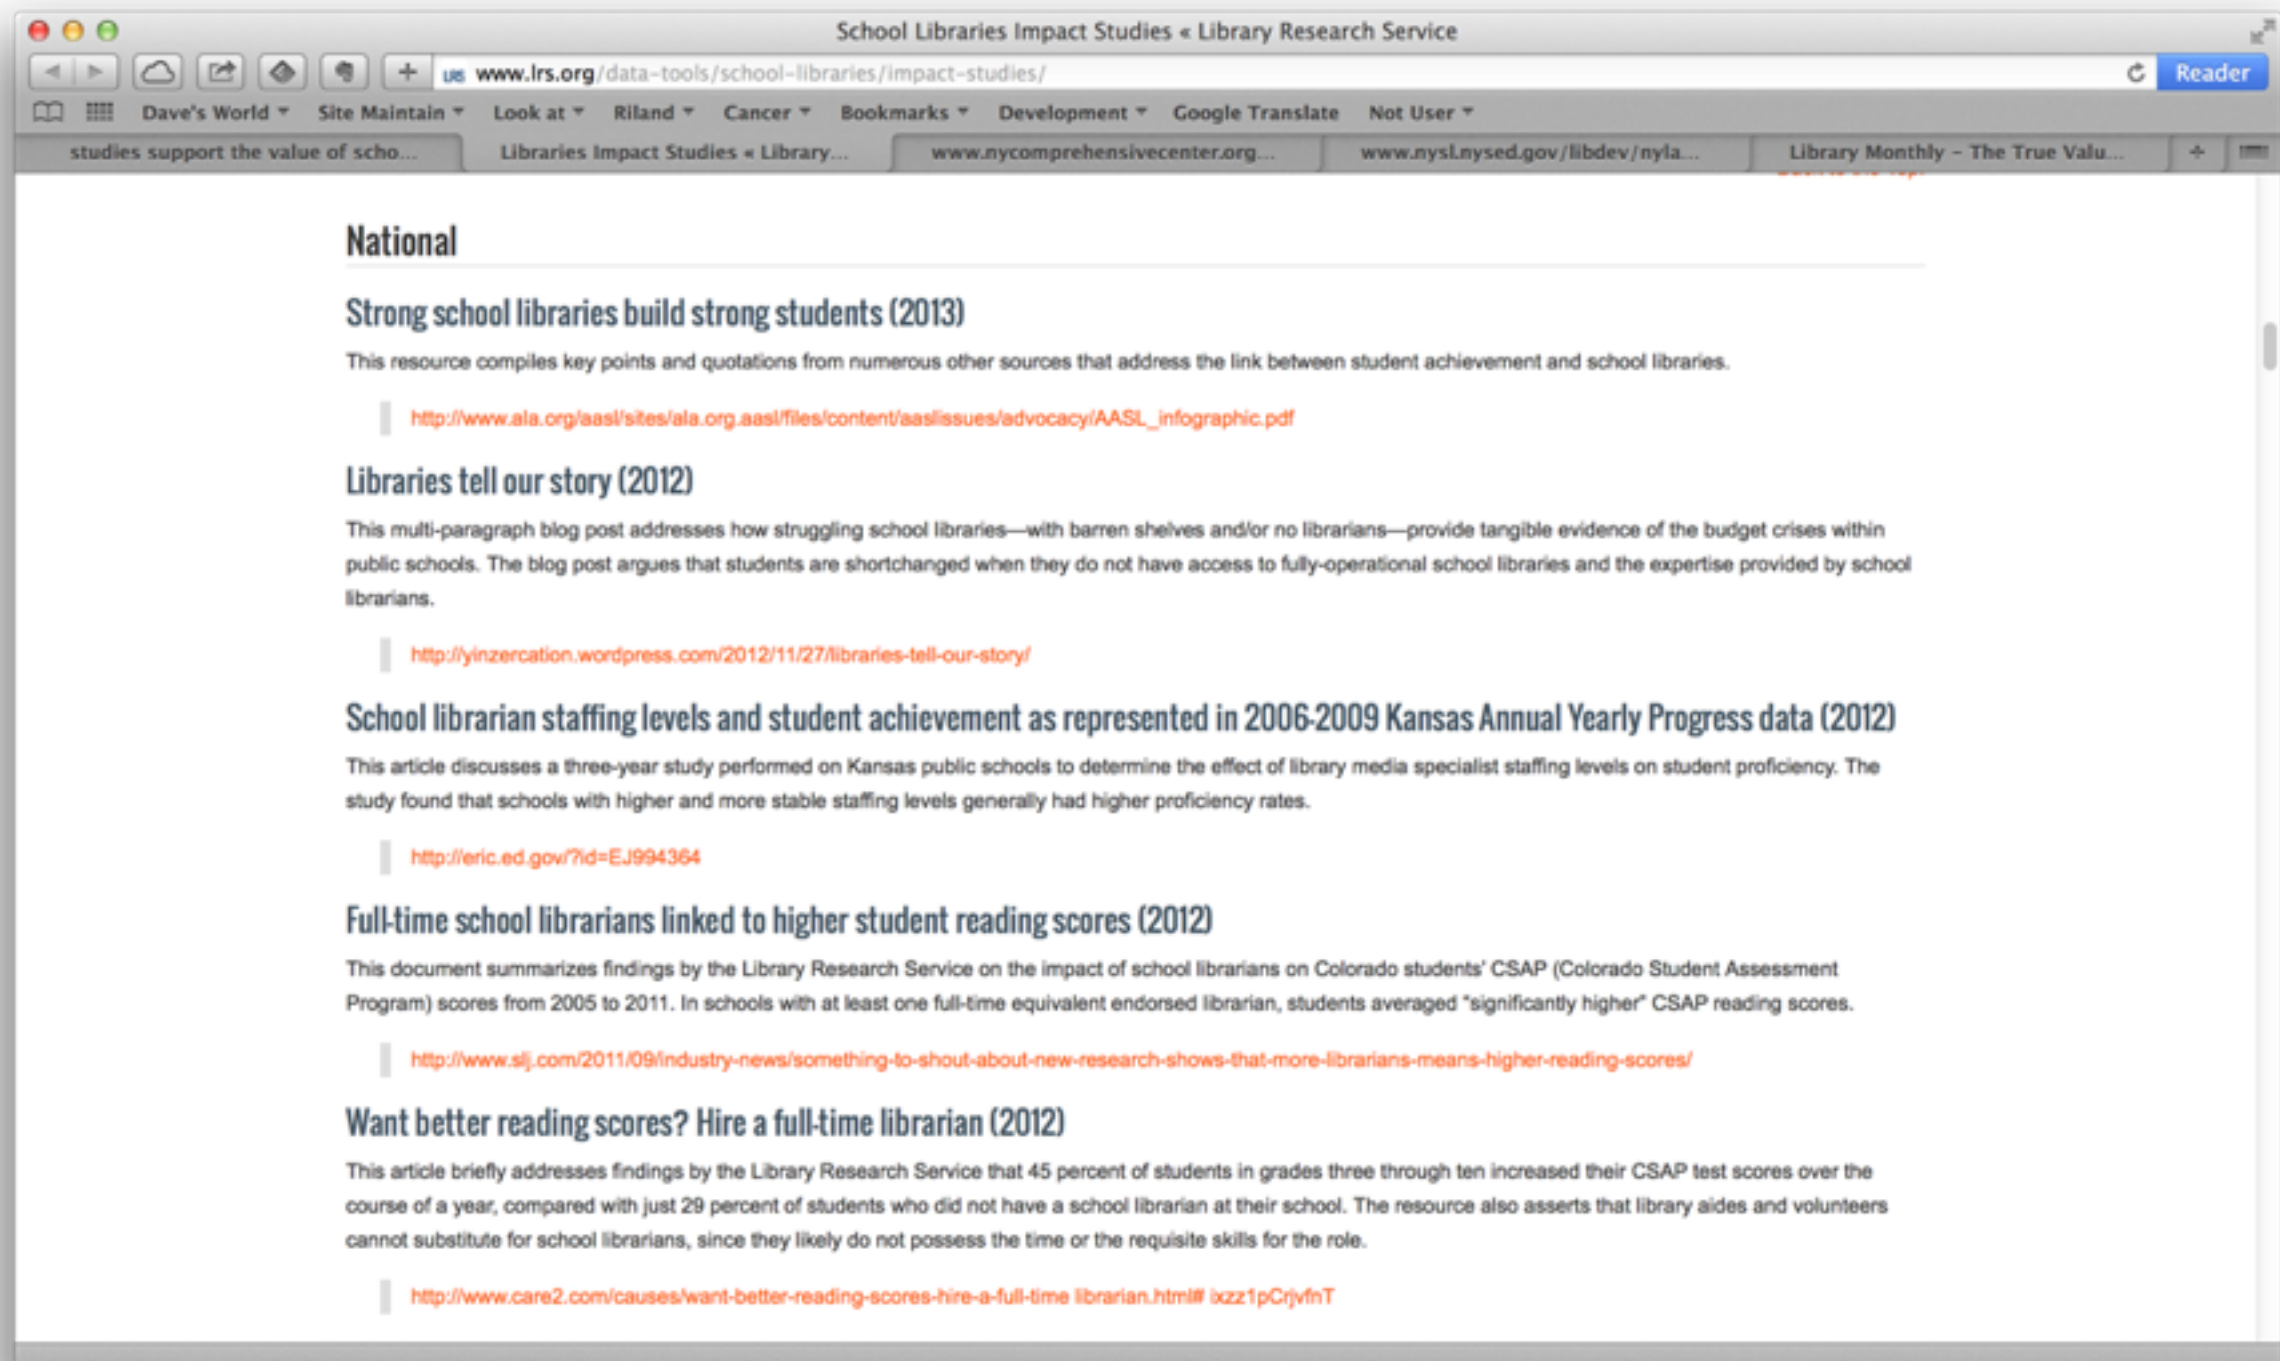 School Libraries Impact Studies « Library Research Service
LRS www.lrs.org/data-tools/school-libraries/impact-studies/
Reader
Dave's World Site Maintain Look at Riland Cancer Bookmarks Development Google Translate Not User
studies support the value of scho... Libraries Impact Studies « Library... www.nycomprehensivecenter.org... www.nysl.nysed.gov/libdev/nyla... Library Monthly – The True Valu...
National
Strong school libraries build strong students (2013)
This resource compiles key points and quotations from numerous other sources that address the link between student achievement and school libraries.
http://www.ala.org/aasl/sites/ala.org.aasl/files/content/aaslissues/advocacy/AASL_infographic.pdf
Libraries tell our story (2012)
This multi-paragraph blog post addresses how struggling school libraries—with barren shelves and/or no librarians—provide tangible evidence of the budget crises within
public schools. The blog post argues that students are shortchanged when they do not have access to fully-operational school libraries and the expertise provided by school
librarians.
http://yinzercation.wordpress.com/2012/11/27/libraries-tell-our-story/
School librarian staffing levels and student achievement as represented in 2006-2009 Kansas Annual Yearly Progress data (2012)
This article discusses a three-year study performed on Kansas public schools to determine the effect of library media specialist staffing levels on student proficiency. The
study found that schools with higher and more stable staffing levels generally had higher proficiency rates.
http://eric.ed.gov/?id=EJ994364
Full-time school librarians linked to higher student reading scores (2012)
This document summarizes findings by the Library Research Service on the impact of school librarians on Colorado students' CSAP (Colorado Student Assessment
Program) scores from 2005 to 2011. In schools with at least one full-time equivalent endorsed librarian, students averaged "significantly higher" CSAP reading scores.
http://www.slj.com/2011/09/industry-news/something-to-shout-about-new-research-shows-that-more-librarians-means-higher-reading-scores/
Want better reading scores? Hire a full-time librarian (2012)
This article briefly addresses findings by the Library Research Service that 45 percent of students in grades three through ten increased their CSAP test scores over the
course of a year, compared with just 29 percent of students who did not have a school librarian at their school. The resource also asserts that library aides and volunteers
cannot substitute for school librarians, since they likely do not possess the time or the requisite skills for the role.
http://www.care2.com/causes/want-better-reading-scores-hire-a-full-time librarian.html# ixzz1pCrjvfnT